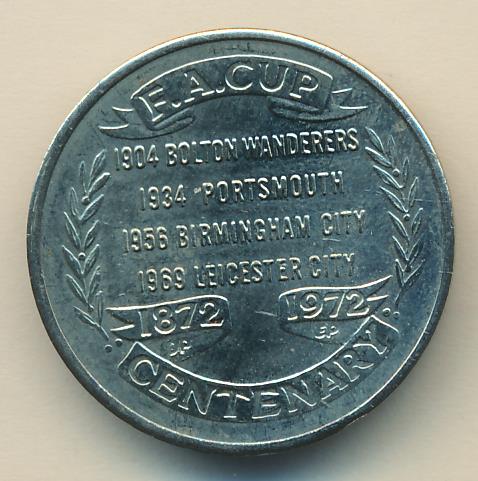 F.A.CUP
1904 BOLTON WANDERERS
1934 PORTSMOUTH
1956 BIRMINGHAM CITY
1969 LEICESTER CITY
1872 1972
CENTENARY